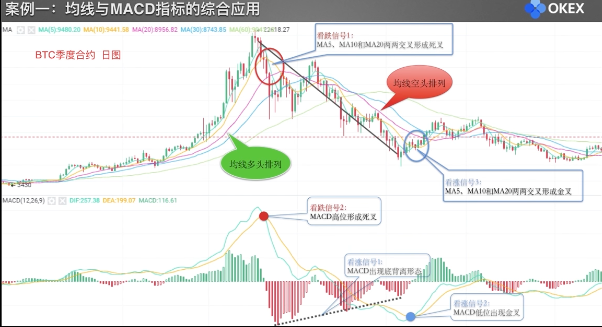 案例一：均线与MACD指标的综合应用
OKEX
MA
MA(5):9480.20 MA(10):9441.58 MA(20):8956.82 MA(30):8743.85
22618.27
BTC季度合约 日图
看跌信号1:
MA5、MA10和MA20两两交叉形成死叉
均线空头排列
均线多头排列
看涨信号3:
MA5、MA10和MA20两两交叉形成金叉
MACD(12,26,9) DIF:257.38 DEA:199.07 MACD:116.61
看跌信号2:
MACD高位形成死叉
看涨信号1:
MACD出现底背离形态
看涨信号2:
MACD低位出现金叉